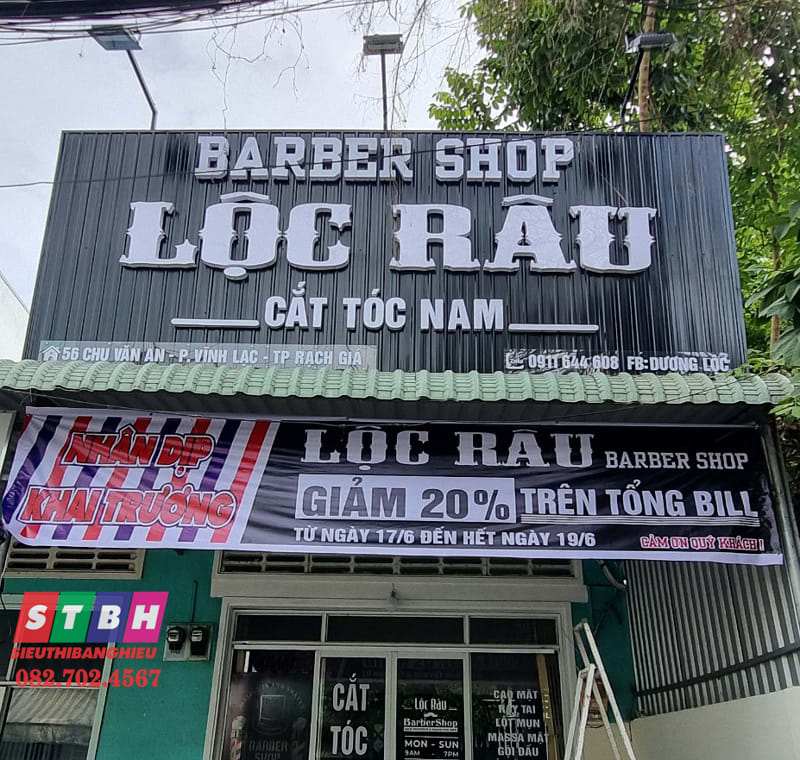 BARBER SHOP
LỘC RÂU
CẮT TÓC NAM
56 CHU VĂN AN - P. VĨNH LẠC - TP RẠCH GIÁ
0911 644 608 FB: DƯƠNG LỘC
NHÂN DỊP
KHAI TRƯƠNG
LỘC RÂU BARBER SHOP
GIẢM 20% TRÊN TỔNG BILL
TỪ NGÀY 17/6 ĐẾN HẾT NGÀY 19/6
CẢM ƠN QUÝ KHÁCH !
STBH
SIEUTHIBANGHIEU
082.702.4567
BARBER
SHOP
CẮT
TÓC
Lộc Râu
BarberShop
MON - SUN
9AM - 7PM
CẠO MẶT
RÁY TAI
LỘT MỤN
MASSA MẶT
GỘI ĐẦU